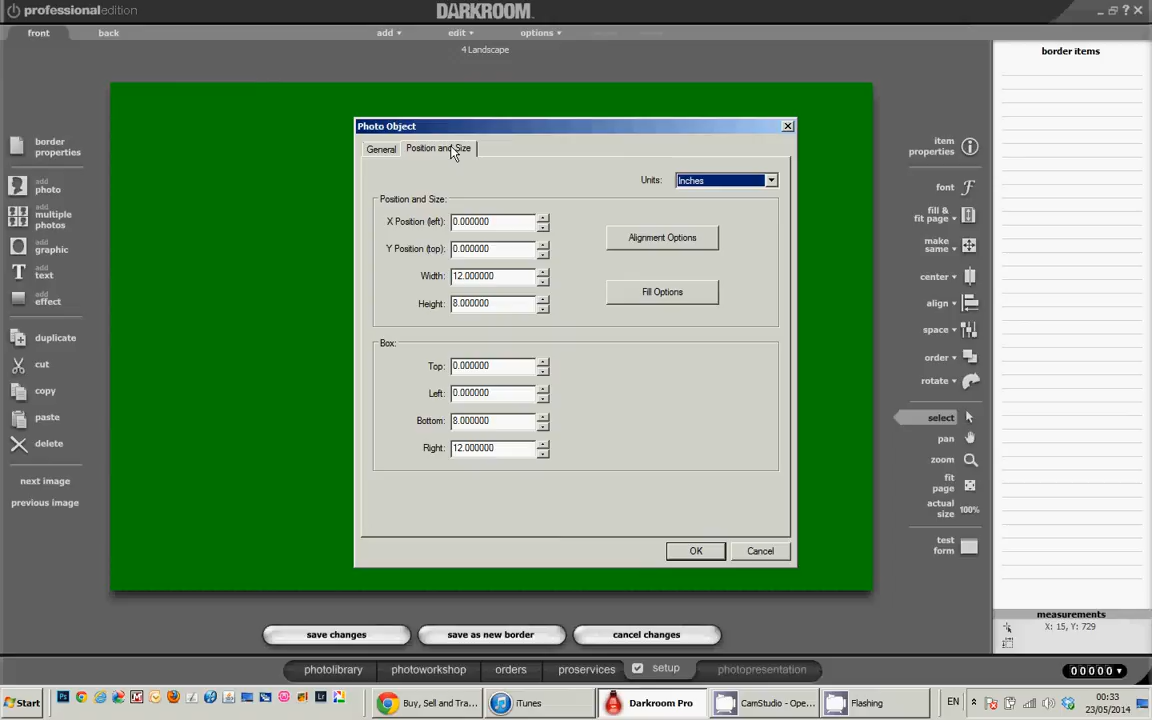 professionaledition
DARKROOM
front
back
add
edit
options
4 Landscape
border items
border
properties
add
photo
add
multiple
photos
add
graphic
add
text
add
effect
duplicate
cut
copy
paste
delete
next image
previous image
Photo Object
General
Position and Size
Units:
Inches
Position and Size:
X Position (left):
0.000000
Y Position (top):
0.000000
Width:
12.000000
Height:
8.000000
Alignment Options
Fill Options
Box:
Top:
0.000000
Left:
0.000000
Bottom:
8.000000
Right:
12.000000
OK
Cancel
item
properties
font
fill &
fit page
make
same
center
align
space
order
rotate
select
pan
zoom
fit
page
actual
size
100%
test
form
measurements
X: 15, Y: 729
save changes
save as new border
cancel changes
photolibrary
photoworkshop
orders
proservices
setup
photopresentation
00000
Start
Buy, Sell and Tra...
iTunes
Darkroom Pro
CamStudio - Ope...
Flashing
EN
00:33
23/05/2014